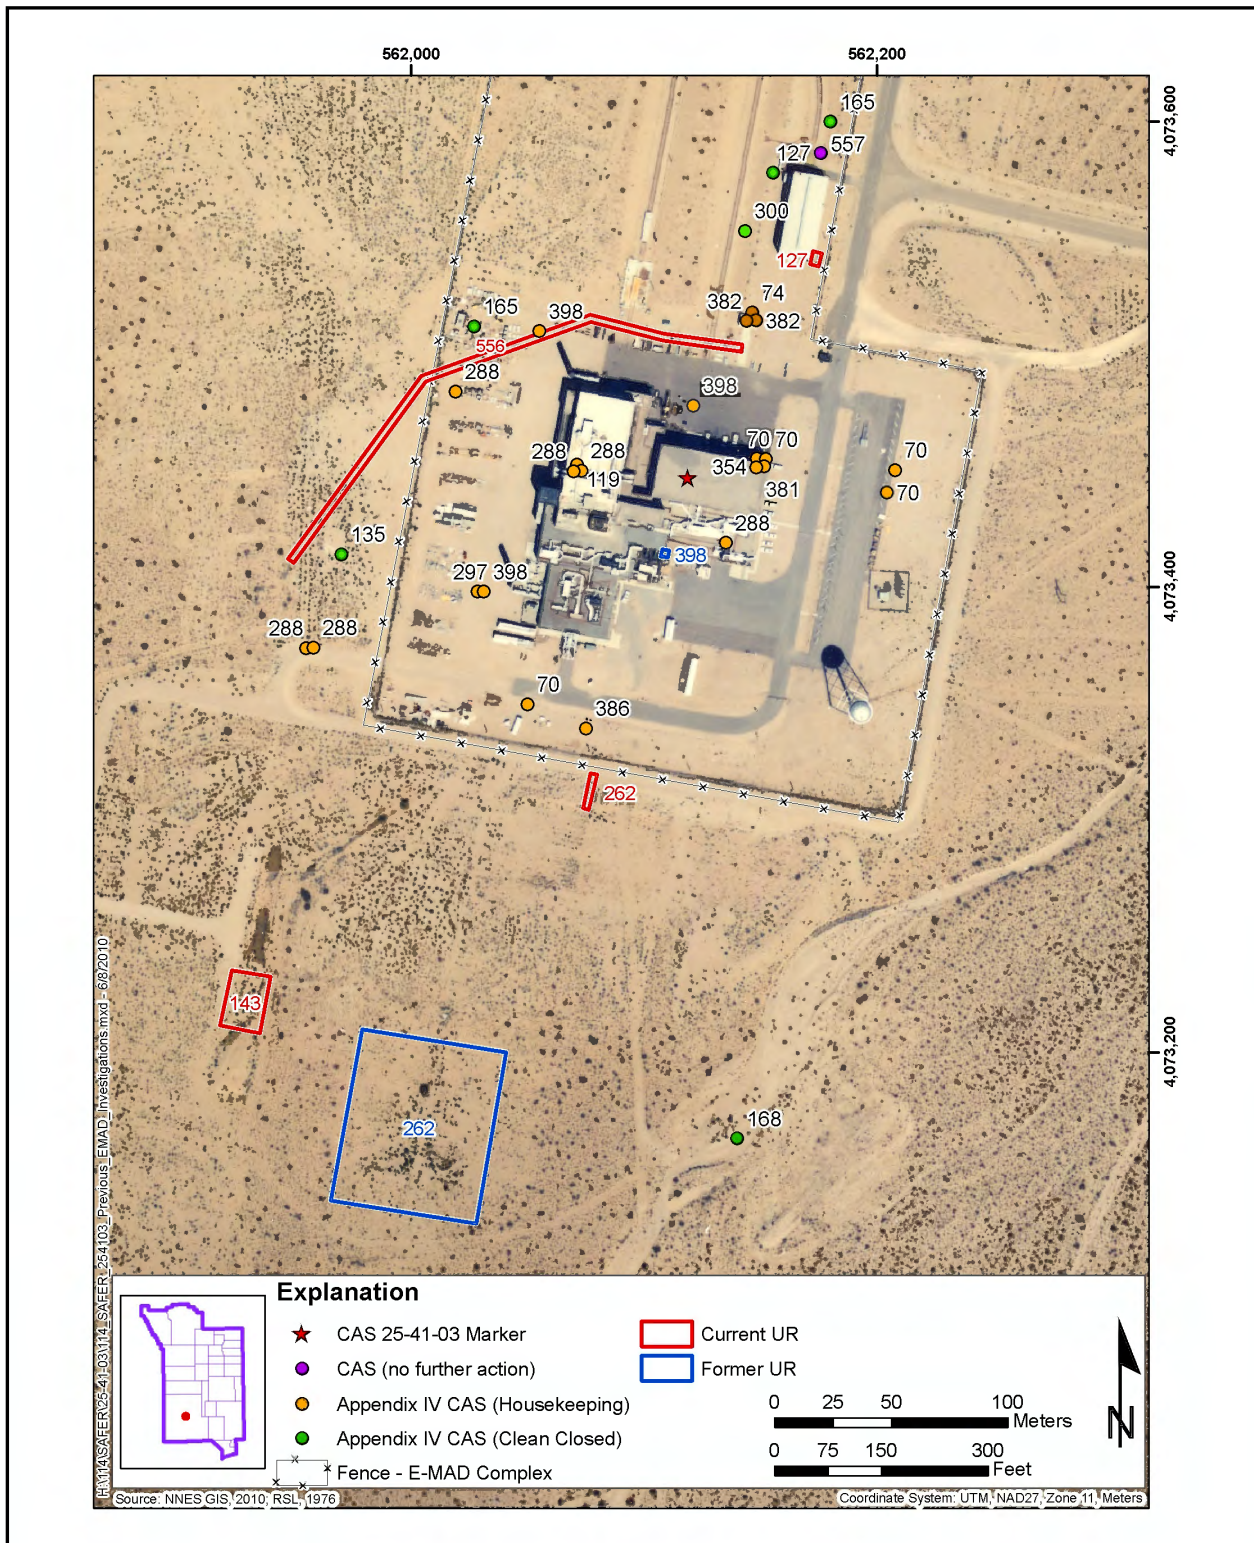 562,000
562,200
4,073,600
4,073,400
4,073,200
165
557
127
300
127
74
382
382
165
398
556
288
398
288
288
119
70
70
354
381
70
70
288
398
135
297
398
288
288
70
386
262
143
262
168
H:\114\SAFER\25-41-03\114_SAFER_254103_Previous_EMAD_Investigations.mxd - 6/8/2010
Explanation
CAS 25-41-03 Marker
CAS (no further action)
Appendix IV CAS (Housekeeping)
Appendix IV CAS (Clean Closed)
Fence - E-MAD Complex
Current UR
Former UR
0 25 50 100
Meters
0 75 150 300
Feet
N
Source: NNES GIS, 2010; RSL, 1976
Coordinate System: UTM, NAD27, Zone 11, Meters